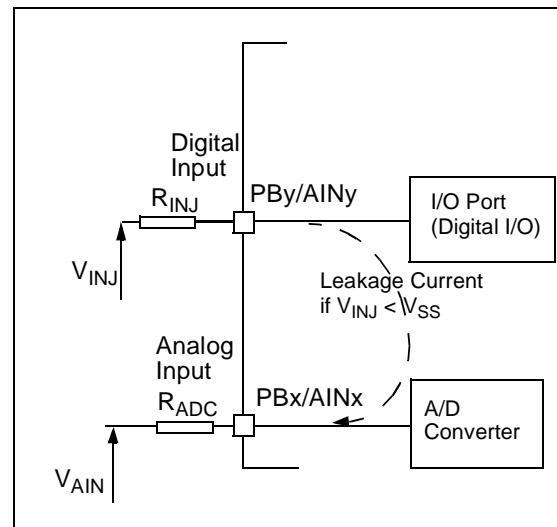 Digital
Input
R_INJ
PBy/AINy
I/O Port
(Digital I/O)
V_INJ
Leakage Current
if V_INJ < V_SS
Analog
Input
R_ADC
PBx/AINx
A/D
Converter
V_AIN